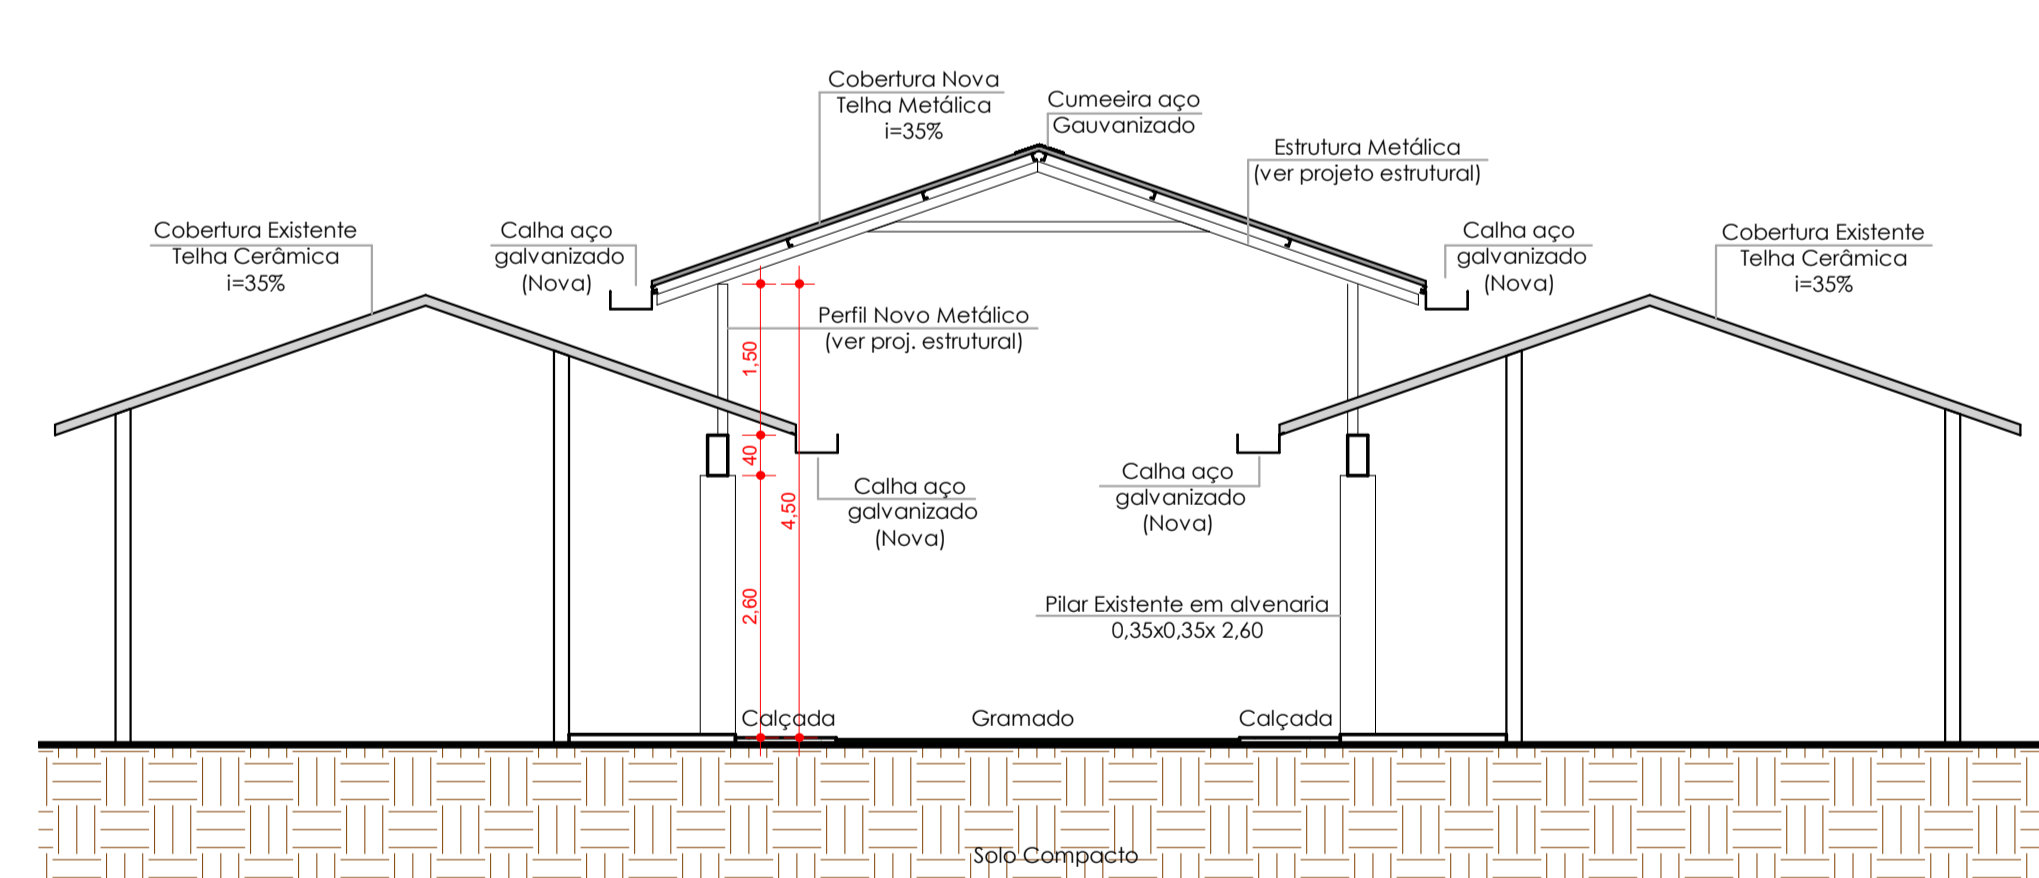 Cobertura Nova
Telha Metálica
i=35%
Cumeeira aço
Gauvanizado
Estrutura Metálica
(ver projeto estrutural)
Cobertura Existente
Telha Cerâmica
i=35%
Calha aço
galvanizado
(Nova)
Calha aço
galvanizado
(Nova)
Cobertura Existente
Telha Cerâmica
i=35%
Perfil Novo Metálico
(ver proj. estrutural)
1,50
40
4,50
2,60
Calha aço
galvanizado
(Nova)
Calha aço
galvanizado
(Nova)
Pilar Existente em alvenaria
0,35x0,35x 2,60
Calçada
Gramado
Calçada
Solo Compacto